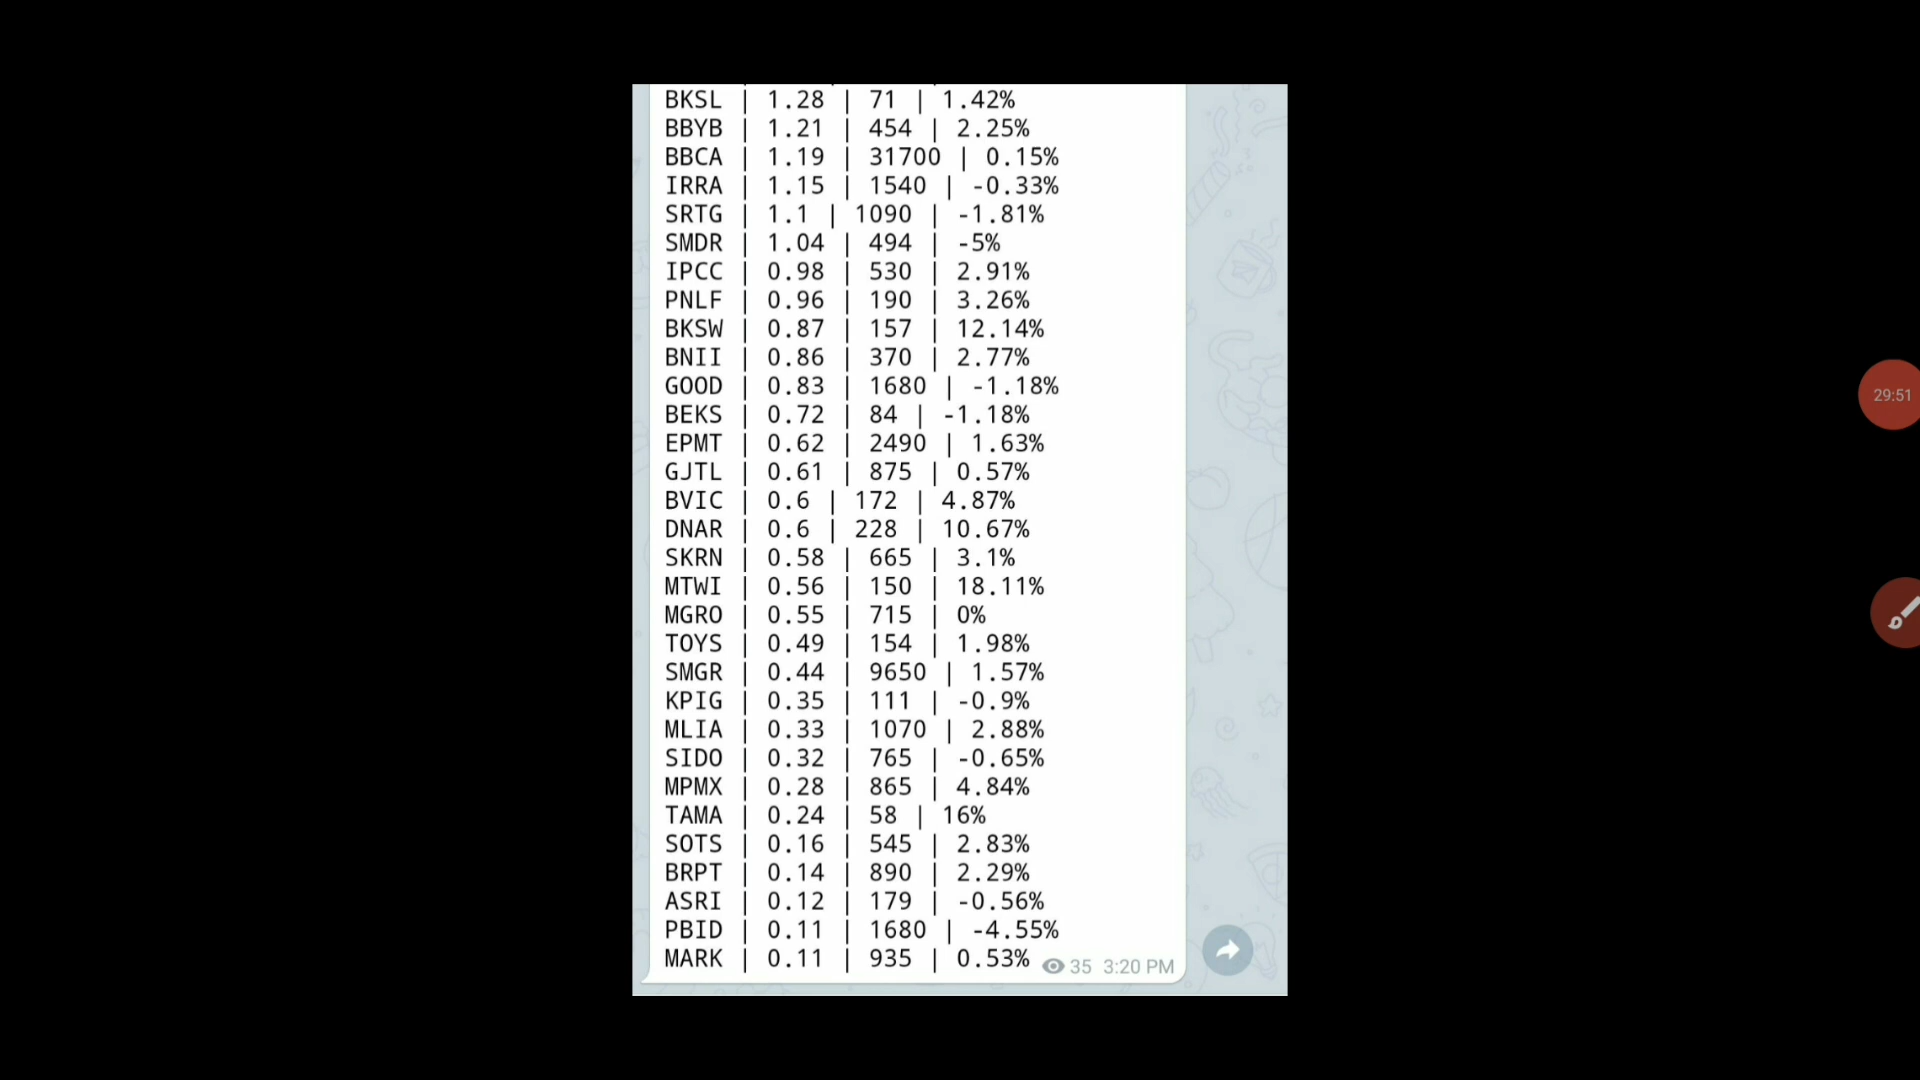 BKSL | 1.28 | 71 | 1.42%
BBYB | 1.21 | 454 | 2.25%
BBCA | 1.19 | 31700 | 0.15%
IRRA | 1.15 | 1540 | -0.33%
SRTG | 1.1 | 1090 | -1.81%
SMDR | 1.04 | 494 | -5%
IPCC | 0.98 | 530 | 2.91%
PNLF | 0.96 | 190 | 3.26%
BKSW | 0.87 | 157 | 12.14%
BNII | 0.86 | 370 | 2.77%
GOOD | 0.83 | 1680 | -1.18%
BEKS | 0.72 | 84 | -1.18%
EPMT | 0.62 | 2490 | 1.63%
GJTL | 0.61 | 875 | 0.57%
BVIC | 0.6 | 172 | 4.87%
DNAR | 0.6 | 228 | 10.67%
SKRN | 0.58 | 665 | 3.1%
MTWI | 0.56 | 150 | 18.11%
MGRO | 0.55 | 715 | 0%
TOYS | 0.49 | 154 | 1.98%
SMGR | 0.44 | 9650 | 1.57%
KPIG | 0.35 | 111 | -0.9%
MLIA | 0.33 | 1070 | 2.88%
SIDO | 0.32 | 765 | -0.65%
MPMX | 0.28 | 865 | 4.84%
TAMA | 0.24 | 58 | 16%
SOTS | 0.16 | 545 | 2.83%
BRPT | 0.14 | 890 | 2.29%
ASRI | 0.12 | 179 | -0.56%
PBID | 0.11 | 1680 | -4.55%
MARK | 0.11 | 935 | 0.53%
35 3:20 PM
29:51